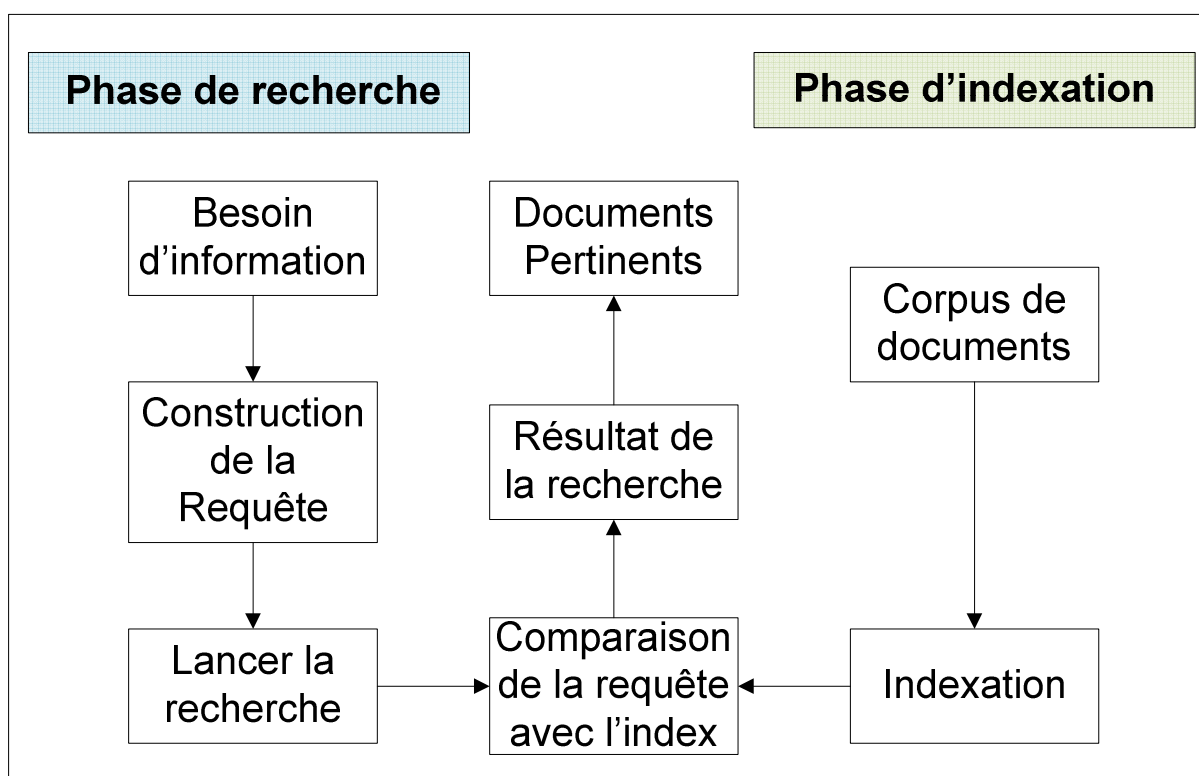 Phase de recherche
Phase d'indexation
Besoin
d'information
Documents
Pertinents
Corpus de
documents
Construction
de la
Requête
Résultat de
la recherche
Lancer la
recherche
Comparaison
de la requête
avec l'index
Indexation